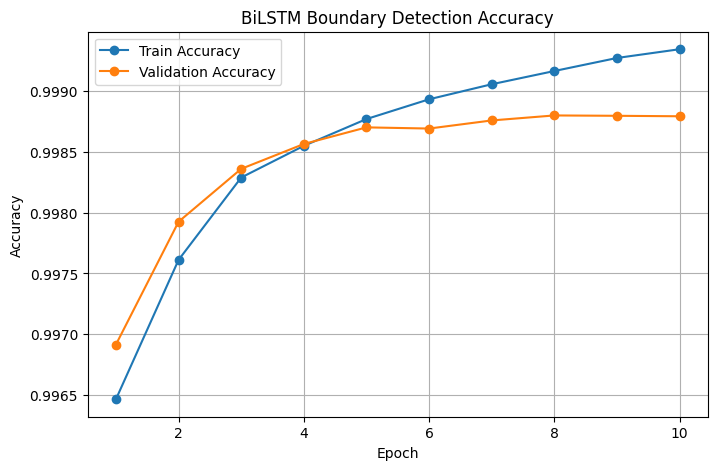 BiLSTM Boundary Detection Accuracy
Train Accuracy
Validation Accuracy
0.9990
0.9985
0.9980
0.9975
0.9970
0.9965
Accuracy
2 4 6 8 10
Epoch